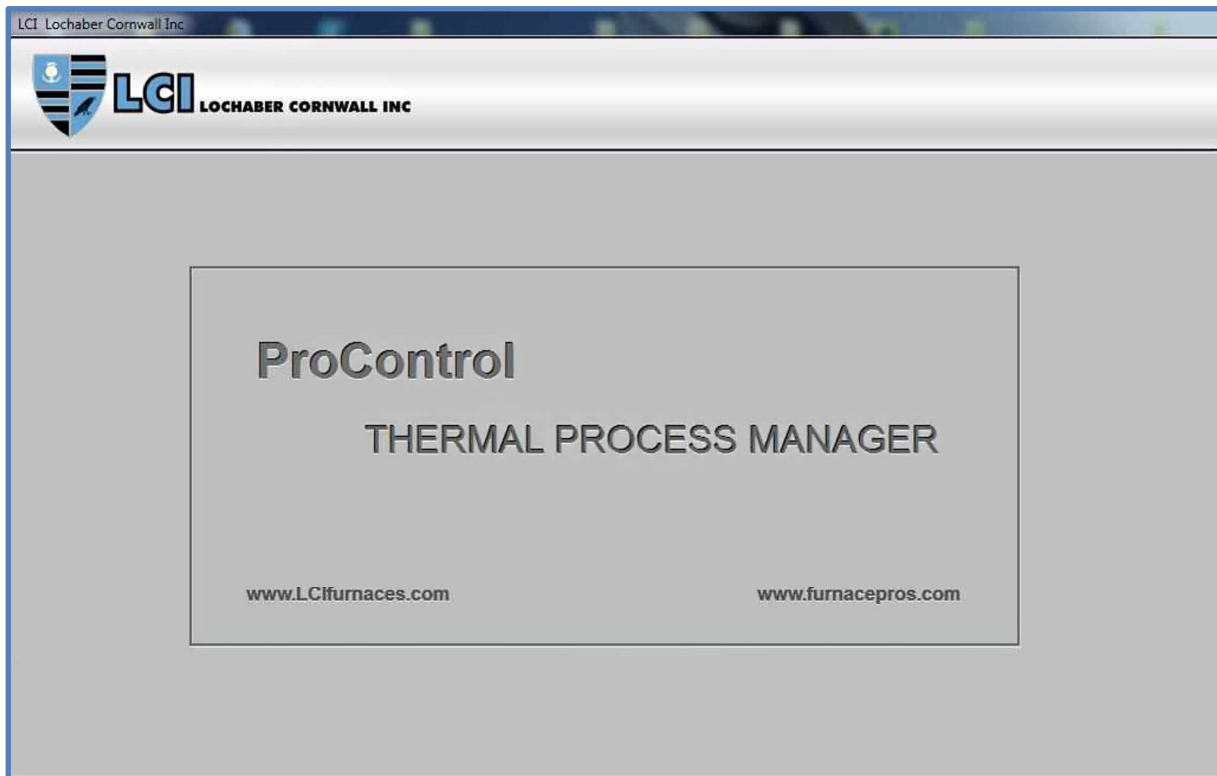 LCI Lochaber Cornwall Inc
LCI LOCHABER CORNWALL INC
ProControl
THERMAL PROCESS MANAGER
www.LCIfurnaces.com
www.furnacepros.com